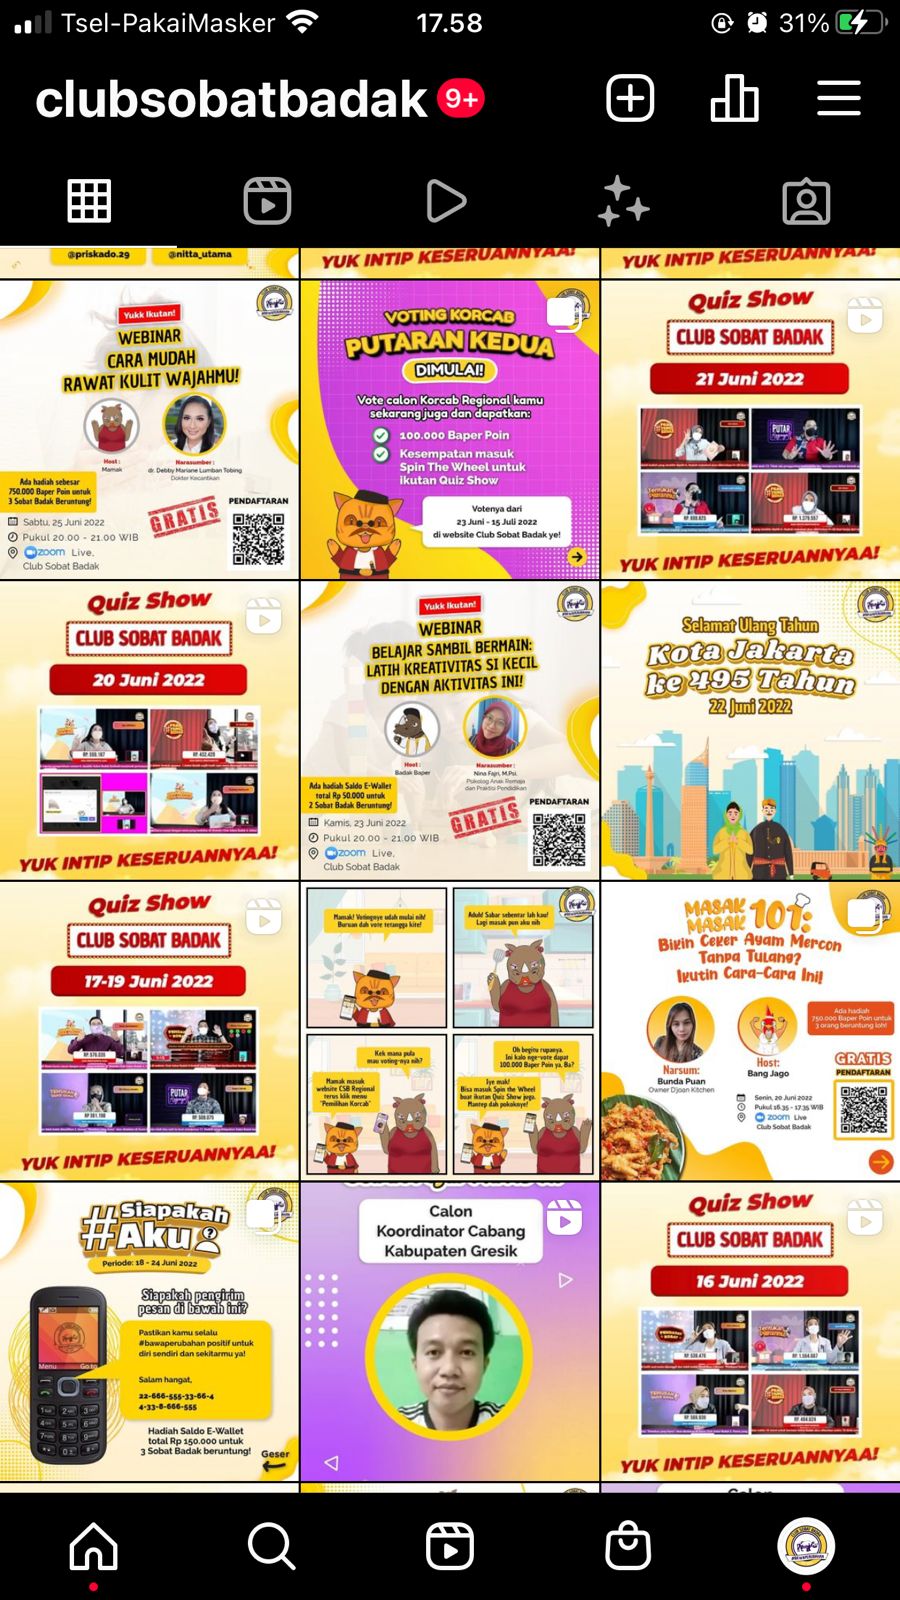 Tsel-PakaiMasker
17.58
31%
clubsobatbadak
9+
@priskado.29
@nitta_utama
YUK INTIP KESERUANNYAA!
YUK INTIP KESERUANNYAA!
Yukk Ikutan!
WEBINAR
CARA MUDAH
RAWAT KULIT WAJAHMU!
Host :
Mamak
Narasumber :
dr. Debby Mariane Lumban Tobing
Dokter Kecantikan
Ada hadiah sebesar
750.000 Baper Poin untuk
3 Sobat Badak Beruntung!
GRATIS
PENDAFTARAN
Sabtu, 25 Juni 2022
Pukul 20.00 - 21.00 WIB
zoom Live,
Club Sobat Badak
VOTING KORCAB
PUTARAN KEDUA
DIMULAI!
Vote calon Korcab Regional kamu
sekarang juga dan dapatkan:
100.000 Baper Poin
Kesempatan masuk
Spin The Wheel untuk
ikutan Quiz Show
Votenya dari
23 Juni - 15 Juli 2022
di website Club Sobat Badak ye!
Quiz Show
CLUB SOBAT BADAK
21 Juni 2022
PUTAR
YUK INTIP KESERUANNYAA!
Quiz Show
CLUB SOBAT BADAK
20 Juni 2022
YUK INTIP KESERUANNYAA!
Yukk Ikutan!
WEBINAR
BELAJAR SAMBIL BERMAIN:
LATIH KREATIVITAS SI KECIL
DENGAN AKTIVITAS INI!
Host :
Badak Baper
Narasumber :
Nina Fajri, M.Psi.
Psikolog Anak Remaja
dan Praktisi Pendidikan
Ada hadiah Saldo E-Wallet
total Rp 50.000 untuk
2 Sobat Badak Beruntung!
GRATIS
PENDAFTARAN
Kamis, 23 Juni 2022
Pukul 20.00 - 21.00 WIB
zoom Live,
Club Sobat Badak
Selamat Ulang Tahun
Kota Jakarta
ke 495 Tahun
22 Juni 2022
Quiz Show
CLUB SOBAT BADAK
17-19 Juni 2022
PUTAR
YUK INTIP KESERUANNYAA!
Mamak! Votingnye udah mulai nih!
Buruan dah vote tetangga kite!
Aduh! Sabar sebentar lah kau!
Lagi masak pun aku nih
Kek mana pula
mau voting-nya nih?
Mamak masuk
website CSB Regional
terus klik menu
"Pemilihan Korcab"
Oh begitu rupanya.
Ini kalo nge-vote dapat
100.000 Baper Poin ya, Ba?
Iye mak!
Bisa masuk Spin the Wheel
buat ikutan Quiz Show juga.
Mantep dah pokoknye!
MASAK
MASAK 101:
Bikin Ceker Ayam Mercon
Tanpa Tulang?
Ikutin Cara-Cara Ini!
Narsum:
Bunda Puan
Owner D'joan Kitchen
Host:
Bang Jago
Ada hadiah
750.000 Baper Poin untuk
3 orang beruntung loh!
GRATIS
PENDAFTARAN
Senin, 20 Juni 2022
Pukul 16.35 - 17.35 WIB
zoom Live
Club Sobat Badak
#Siapakah
Aku?
Periode: 18 - 24 Juni 2022
Siapakah pengirim
pesan di bawah ini?
Pastikan kamu selalu
#bawaperubahan positif untuk
diri sendiri dan sekitarmu ya!
Salam hangat,
22-666-555-33-66-4
4-33-8-666-555
Menu
Go to
Hadiah Saldo E-Wallet
total Rp 150.000 untuk
3 Sobat Badak beruntung!
Geser
Calon
Koordinator Cabang
Kabupaten Gresik
Quiz Show
CLUB SOBAT BADAK
16 Juni 2022
YUK INTIP KESERUANNYAA!